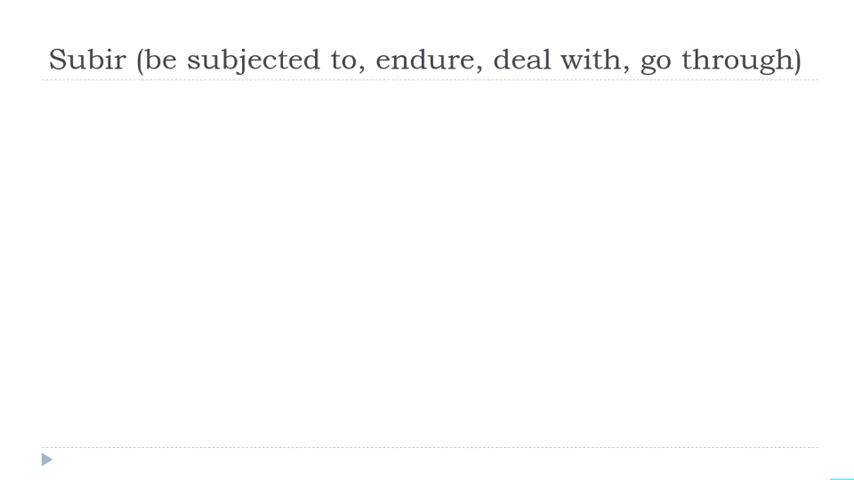 Subir (be subjected to, endure, deal with, go through)